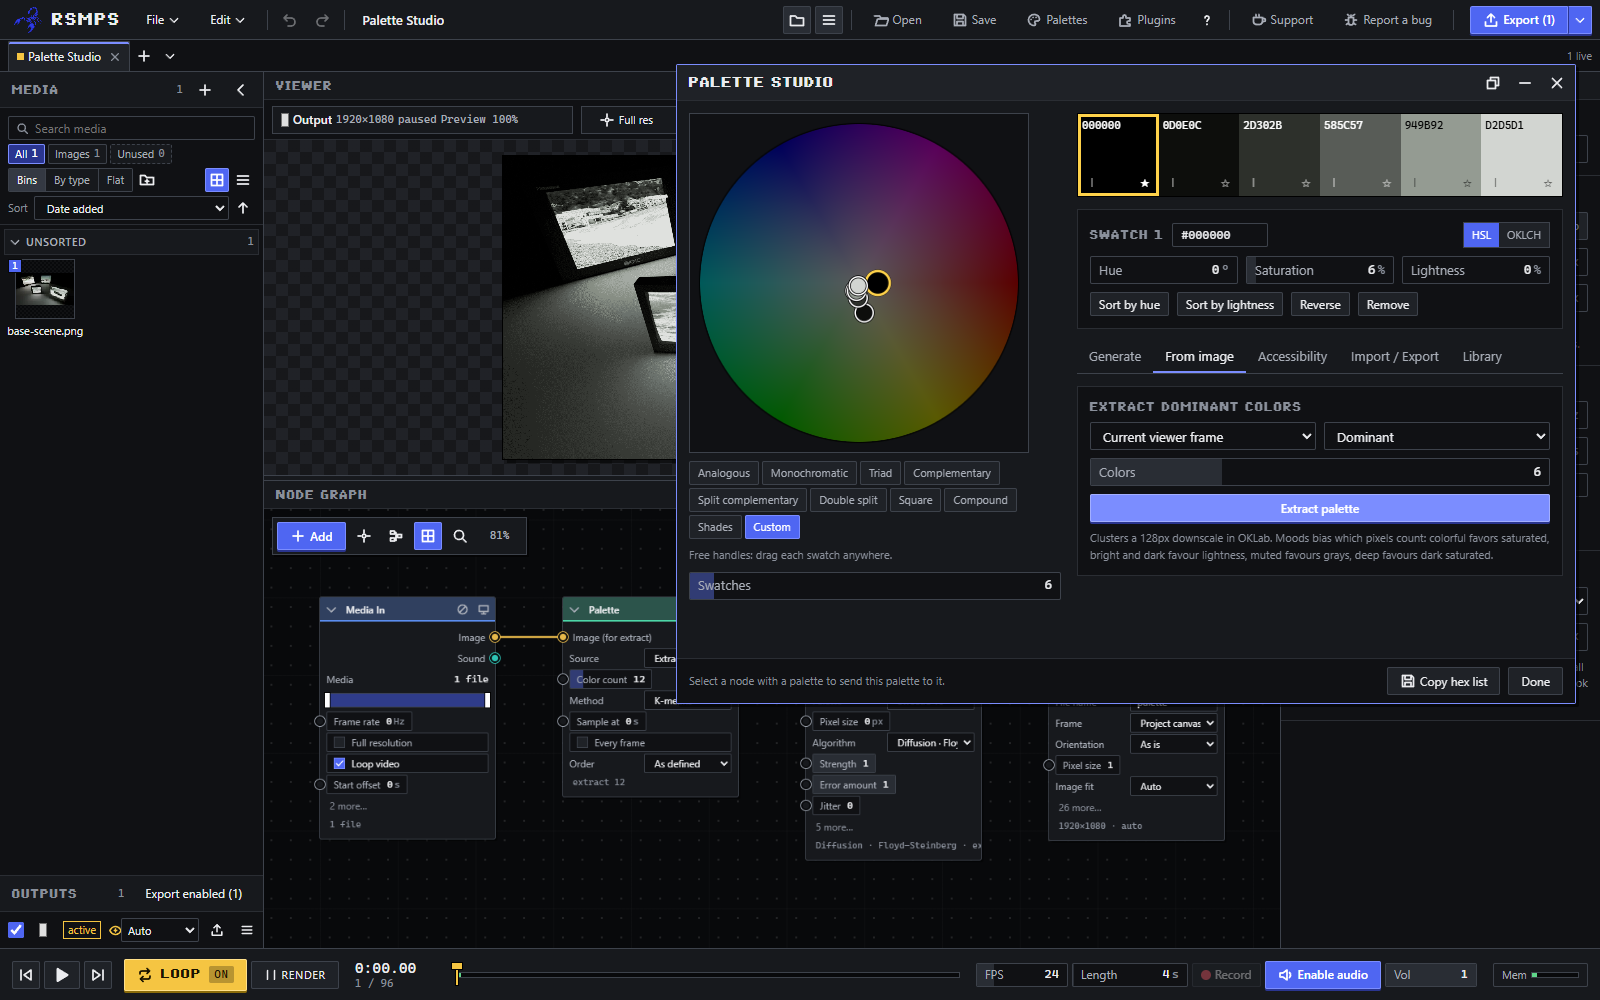 RSMPS File Edit Palette Studio Open Save Palettes Plugins ? Support Report a bug Export (1)
Palette Studio 1 live
MEDIA 1
Search media
All 1 Images 1 Unused 0
Bins By type Flat
Sort Date added
UNSORTED 1
1
base-scene.png
OUTPUTS 1 Export enabled (1)
active Auto
VIEWER
Output 1920×1080 paused Preview 100% Full res
NODE GRAPH
Add 81%
Media In
Image
Sound
Media 1 file
Frame rate 0Hz
Full resolution
Loop video
Start offset 0s
2 more...
1 file
Palette
Image (for extract)
Source Extra
Color count 12
Method K-me
Sample at 0s
Every frame
Order As defined
extract 12
Pixel size 0px
Algorithm Diffusion - Floy
Strength 1
Error amount 1
Jitter 0
5 more...
Diffusion · Floyd-Steinberg · ex
Frame Project canvas
Orientation As is
Pixel size 1
Image fit Auto
26 more...
1920×1080 · auto
PALETTE STUDIO
Analogous Monochromatic Triad Complementary
Split complementary Double split Square Compound
Shades Custom
Free handles: drag each swatch anywhere.
Swatches 6
000000 0D0E0C 2D302B 585C57 949B92 D2D5D1
SWATCH 1 #000000 HSL OKLCH
Hue 0° Saturation 6% Lightness 0%
Sort by hue Sort by lightness Reverse Remove
Generate From image Accessibility Import / Export Library
EXTRACT DOMINANT COLORS
Current viewer frame Dominant
Colors 6
Extract palette
Clusters a 128px downscale in OKLab. Moods bias which pixels count: colorful favors saturated,
bright and dark favour lightness, muted favours grays, deep favours dark saturated.
Select a node with a palette to send this palette to it. Copy hex list Done
LOOP ON RENDER 0:00.00
1 / 96
FPS 24 Length 4s Record Enable audio Vol 1 Mem